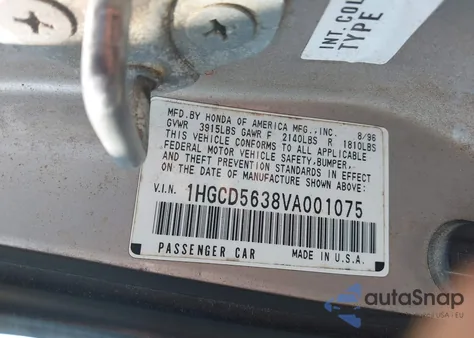 INT. COL
TYPE
MFD. BY HONDA OF AMERICA MFG., INC. 8/96
GVWR 3915LBS GAWR F 2140LBS R 1810LBS
THIS VEHICLE CONFORMS TO ALL APPLICABLE
FEDERAL MOTOR VEHICLE SAFETY, BUMPER,
AND THEFT PREVENTION STANDARDS IN EFFECT
ON THE DATE OF MANUFACTURE SHOWN ABOVE.
V.I.N. 1HGCD5638VA001075
PASSENGER CAR MADE IN U.S.A.
autoSnap